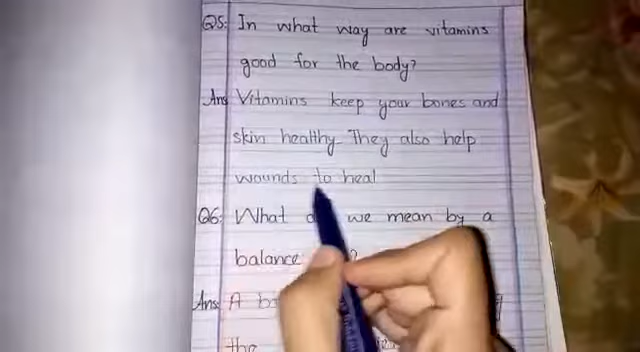 Q5: In what way are vitamins
good for the body?
Ans Vitamins keep your bones and
skin healthy. They also help
wounds to heal
Q6: What we mean by a
balance ?
Ans: A
the